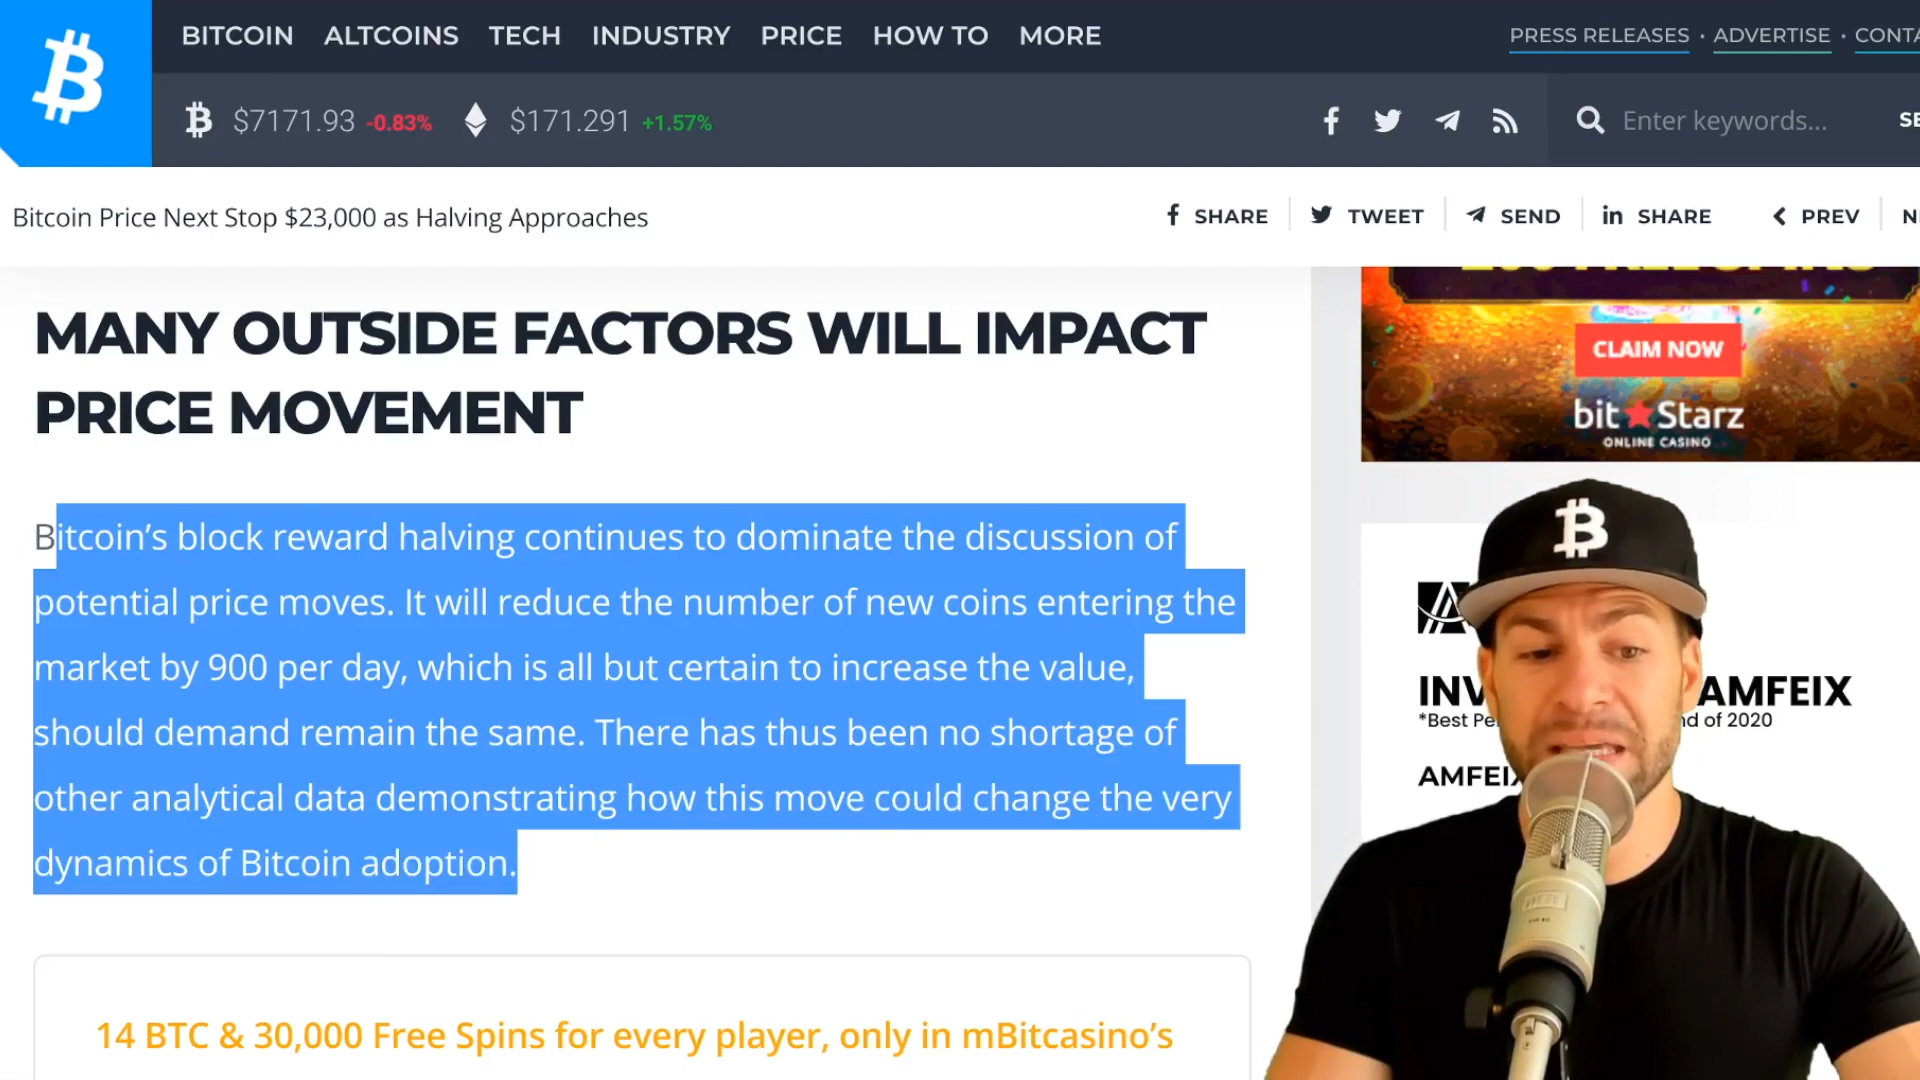 BITCOIN ALTCOINS TECH INDUSTRY PRICE HOW TO MORE
PRESS RELEASES · ADVERTISE ·
$7171.93 -0.83% $171.291 +1.57%
Enter keywords...
Bitcoin Price Next Stop $23,000 as Halving Approaches
SHARE TWEET SEND in SHARE PREV
MANY OUTSIDE FACTORS WILL IMPACT
PRICE MOVEMENT
CLAIM NOW
bit Starz
ONLINE CASINO
Bitcoin’s block reward halving continues to dominate the discussion of
potential price moves. It will reduce the number of new coins entering the
market by 900 per day, which is all but certain to increase the value,
should demand remain the same. There has thus been no shortage of
other analytical data demonstrating how this move could change the very
dynamics of Bitcoin adoption.
AMFEIX
*Best
of 2020
AMFEIX
14 BTC & 30,000 Free Spins for every player, only in mBitcasino’s